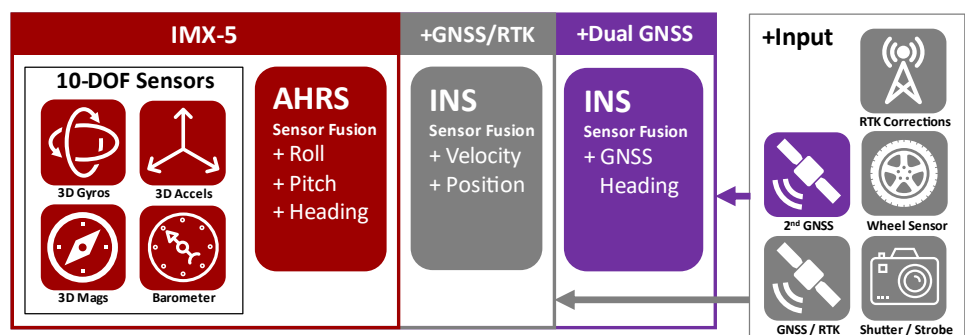 IMX-5
+GNSS/RTK
+Dual GNSS
+Input
10-DOF Sensors
3D Gyros
3D Accels
3D Mags
Barometer
AHRS
Sensor Fusion
+ Roll
+ Pitch
+ Heading
INS
Sensor Fusion
+ Velocity
+ Position
INS
Sensor Fusion
+ GNSS
Heading
RTK Corrections
2nd GNSS
Wheel Sensor
GNSS / RTK
Shutter / Strobe